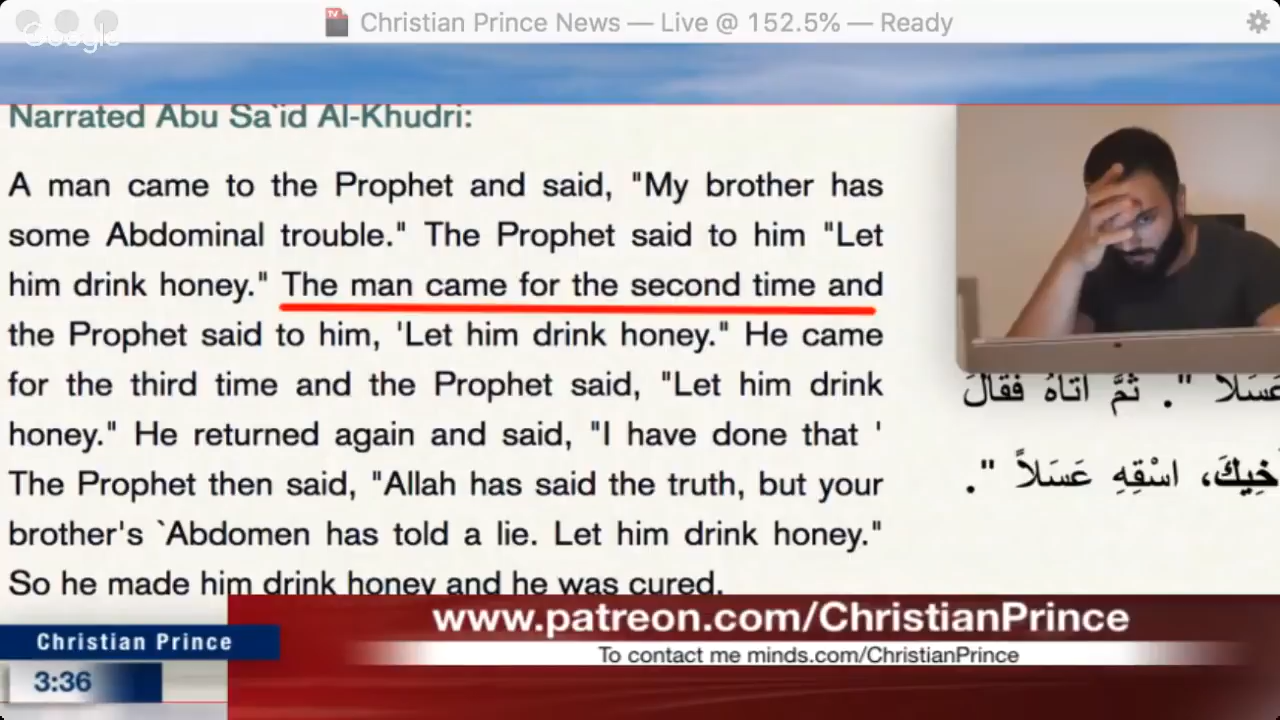 Google
TV
Christian Prince News — Live @ 152.5% — Ready
Narrated Abu Sa`id Al-Khudri:
A man came to the Prophet and said, "My brother has
some Abdominal trouble." The Prophet said to him "Let
him drink honey." The man came for the second time and
the Prophet said to him, 'Let him drink honey." He came
for the third time and the Prophet said, "Let him drink
honey." He returned again and said, "I have done that '
The Prophet then said, "Allah has said the truth, but your
brother's `Abdomen has told a lie. Let him drink honey."
So he made him drink honey and he was cured.
عَسَلاً ‏"‏‏.‏ ثُمَّ أَتَاهُ فَقَالَ
خِيكَ، اسْقِهِ عَسَلاً ‏"‏‏.‏
www.patreon.com/ChristianPrince
Christian Prince
To contact me minds.com/ChristianPrince
3:36